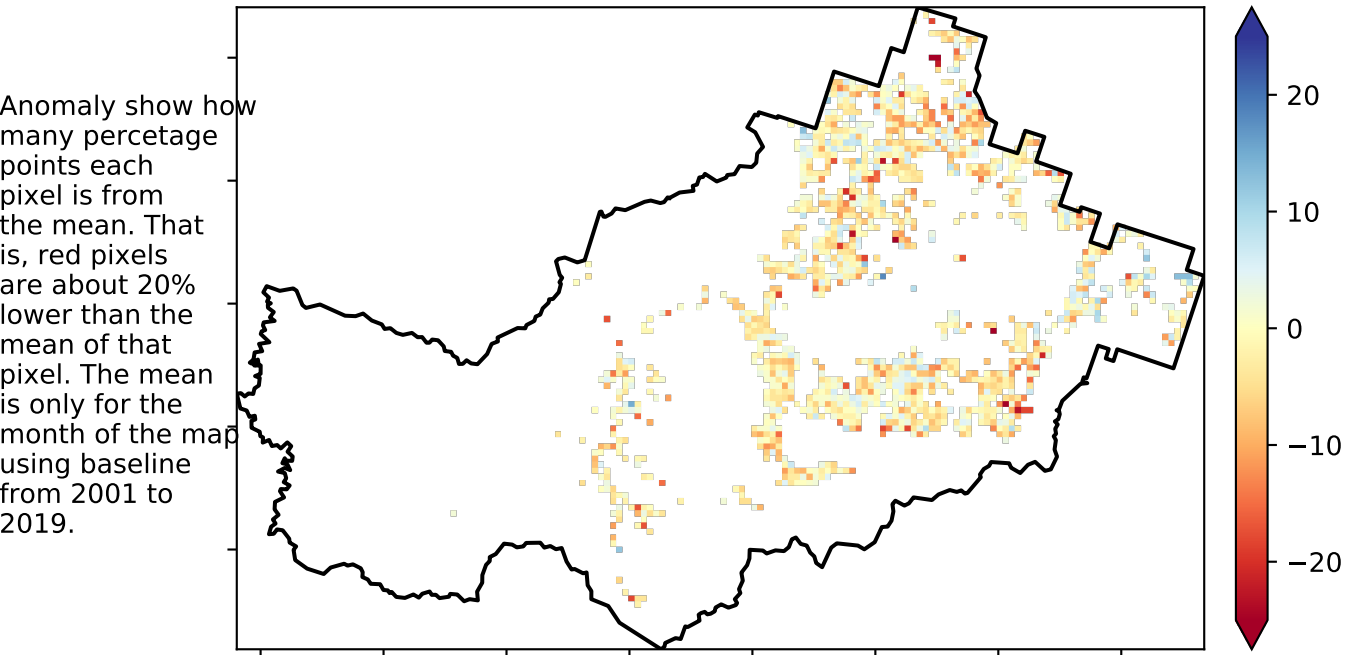 Anomaly show how
many percetage
points each
pixel is from
the mean. That
is, red pixels
are about 20%
lower than the
mean of that
pixel. The mean
is only for the
month of the map
using baseline
from 2001 to
2019.
20
10
0
−10
−20